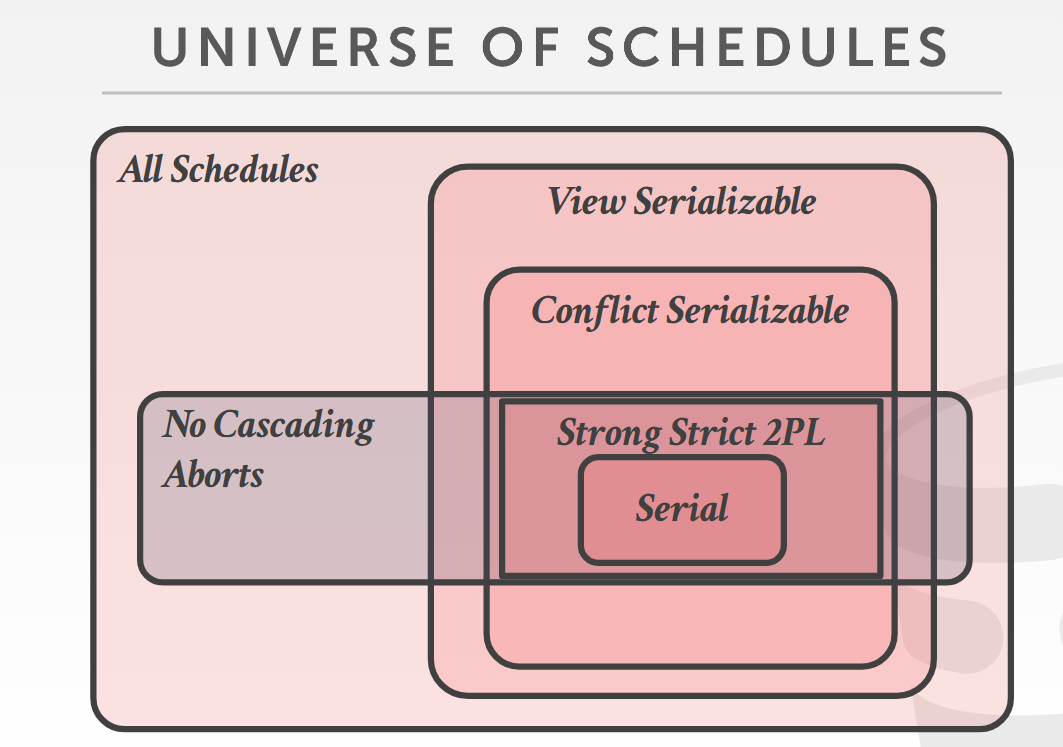 UNIVERSE OF SCHEDULES
All Schedules
View Serializable
Conflict Serializable
No Cascading
Aborts
Strong Strict 2PL
Serial